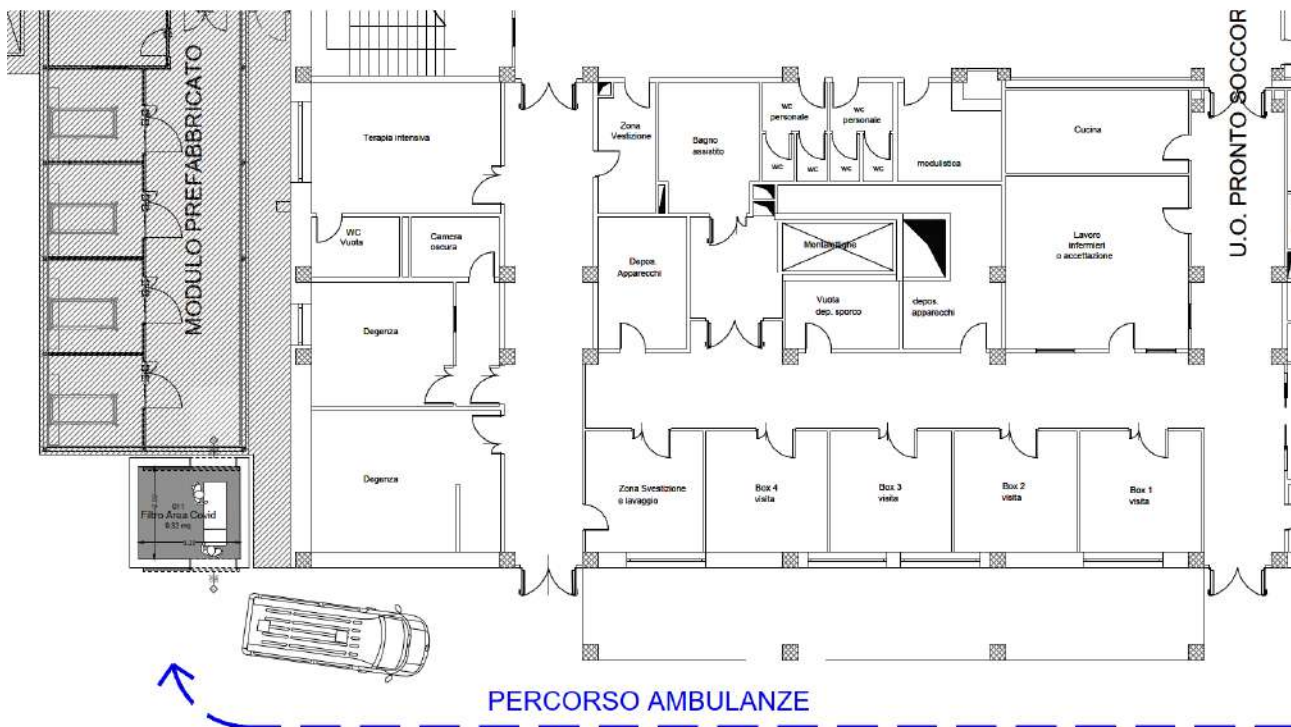 MODULO PREFABBRICATO
U.O. PRONTO SOCCOR
Terapia intensiva
Zona
Vestizione
Bagno
assistito
wc
personale
wc
personale
wc
wc
wc
wc
modulistica
Cucina
WC
Vuota
Camera
oscura
Depos.
Apparecchi
Montalettighe
Lavoro
infermieri
o accettazione
Vuota
dep. sporco
depos.
apparecchi
Degenza
Degenza
Zona Svestizione
e lavaggio
Box 4
visita
Box 3
visita
Box 2
visita
Box 1
visita
Filtro Area Covid
PERCORSO AMBULANZE